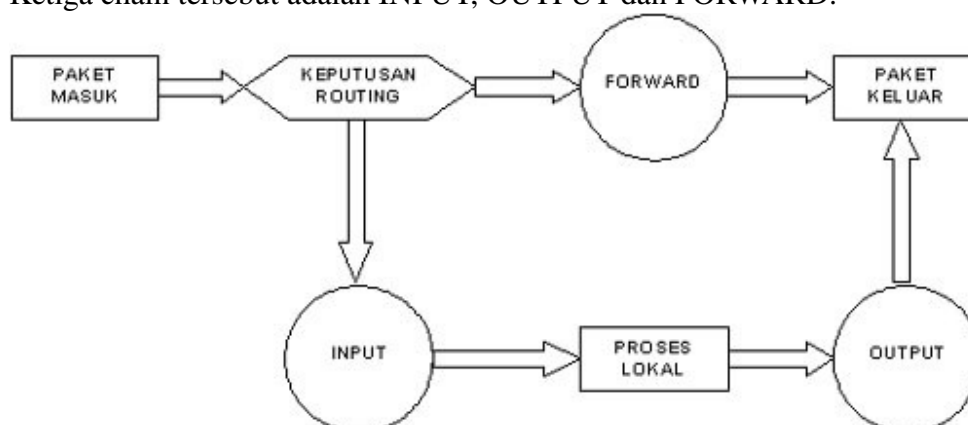 Ketiga chain tersebut adalah INPUT, OUTPUT dan FORWARD.
PAKET
MASUK
KEPUTUSAN
ROUTING
FORWARD
PAKET
KELUAR
INPUT
PROSES
LOKAL
OUTPUT